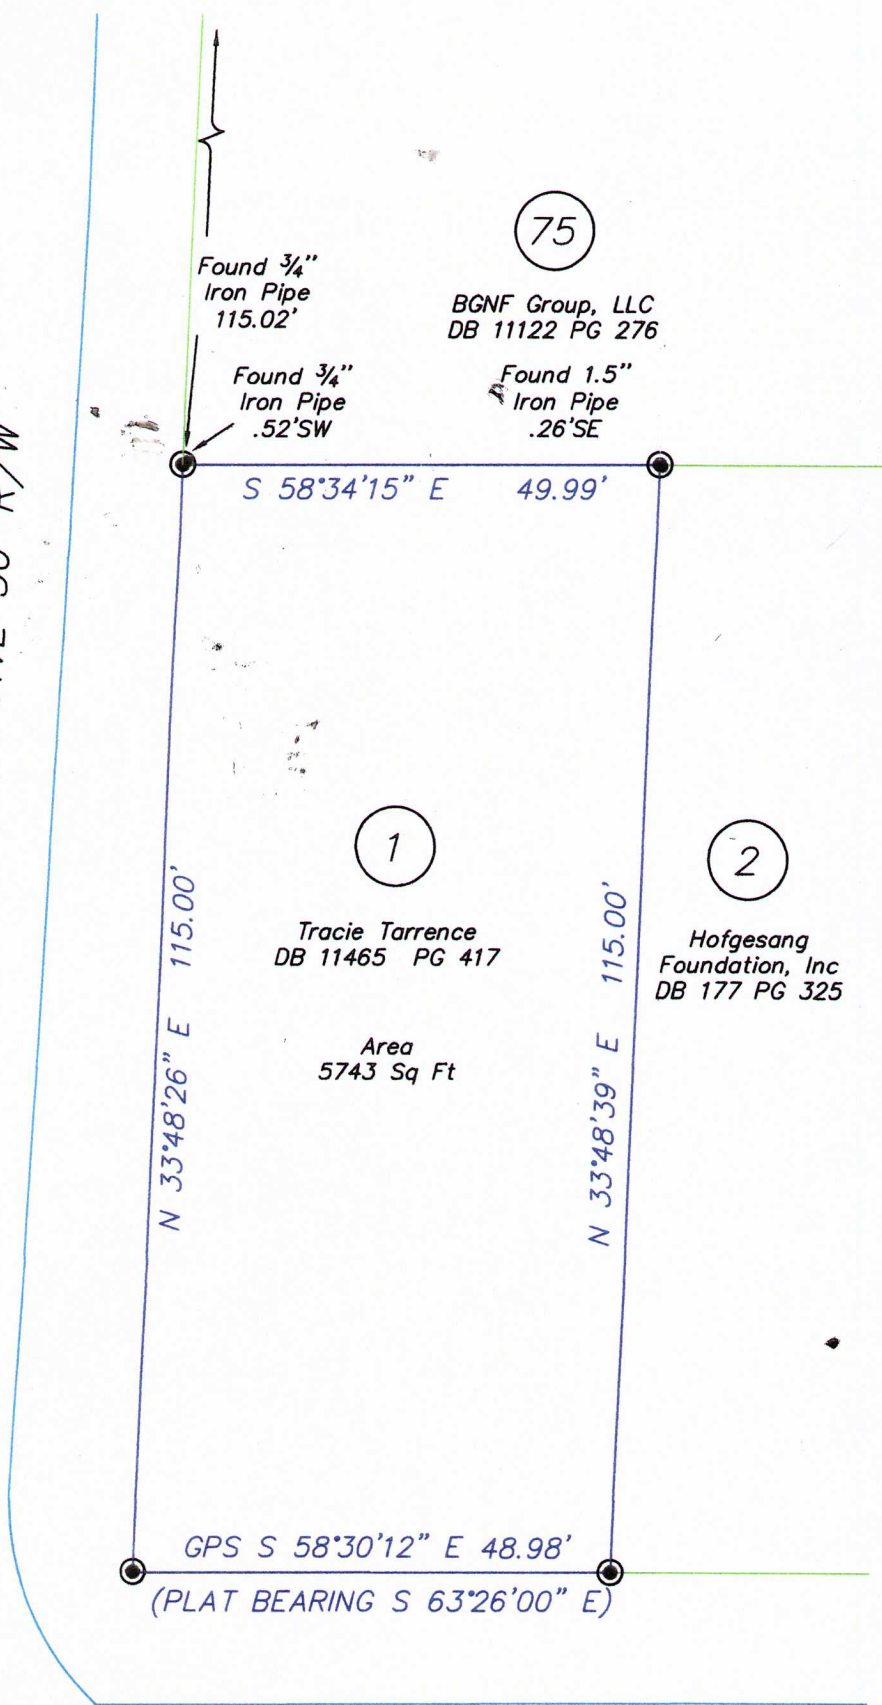 75
BGNF Group, LLC
DB 11122 PG 276
Found 3/4"
Iron Pipe
115.02'
Found 3/4"
Iron Pipe
.52'SW
Found 1.5"
Iron Pipe
.26'SE
50' R/W
S 58°34'15" E 49.99'
N 33°48'26" E 115.00'
1
Tracie Tarrence
DB 11465 PG 417
Area
5743 Sq Ft
N 33°48'39" E 115.00'
2
Hofgesang
Foundation, Inc
DB 177 PG 325
GPS S 58°30'12" E 48.98'
(PLAT BEARING S 63°26'00" E)